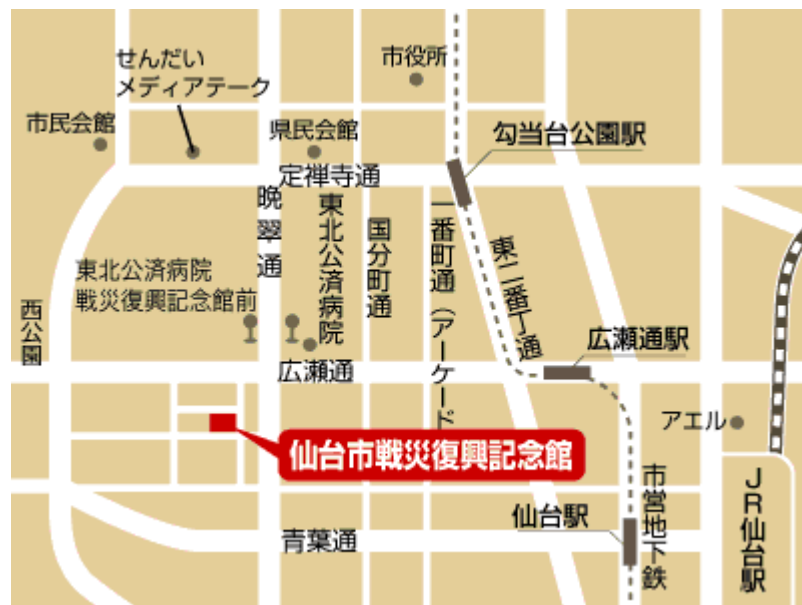 市役所
せんだい
メディアテーク
市民会館
県民会館
勾当台公園駅
定禅寺通
晩翠通
東北公済病院
国分町通
一番町通(アーケード
東二番丁通
東北公済病院
戦災復興記念館前
西公園
広瀬通駅
広瀬通
アエル
仙台市戦災復興記念館
仙台駅
市営地下鉄
JR仙台駅
青葉通